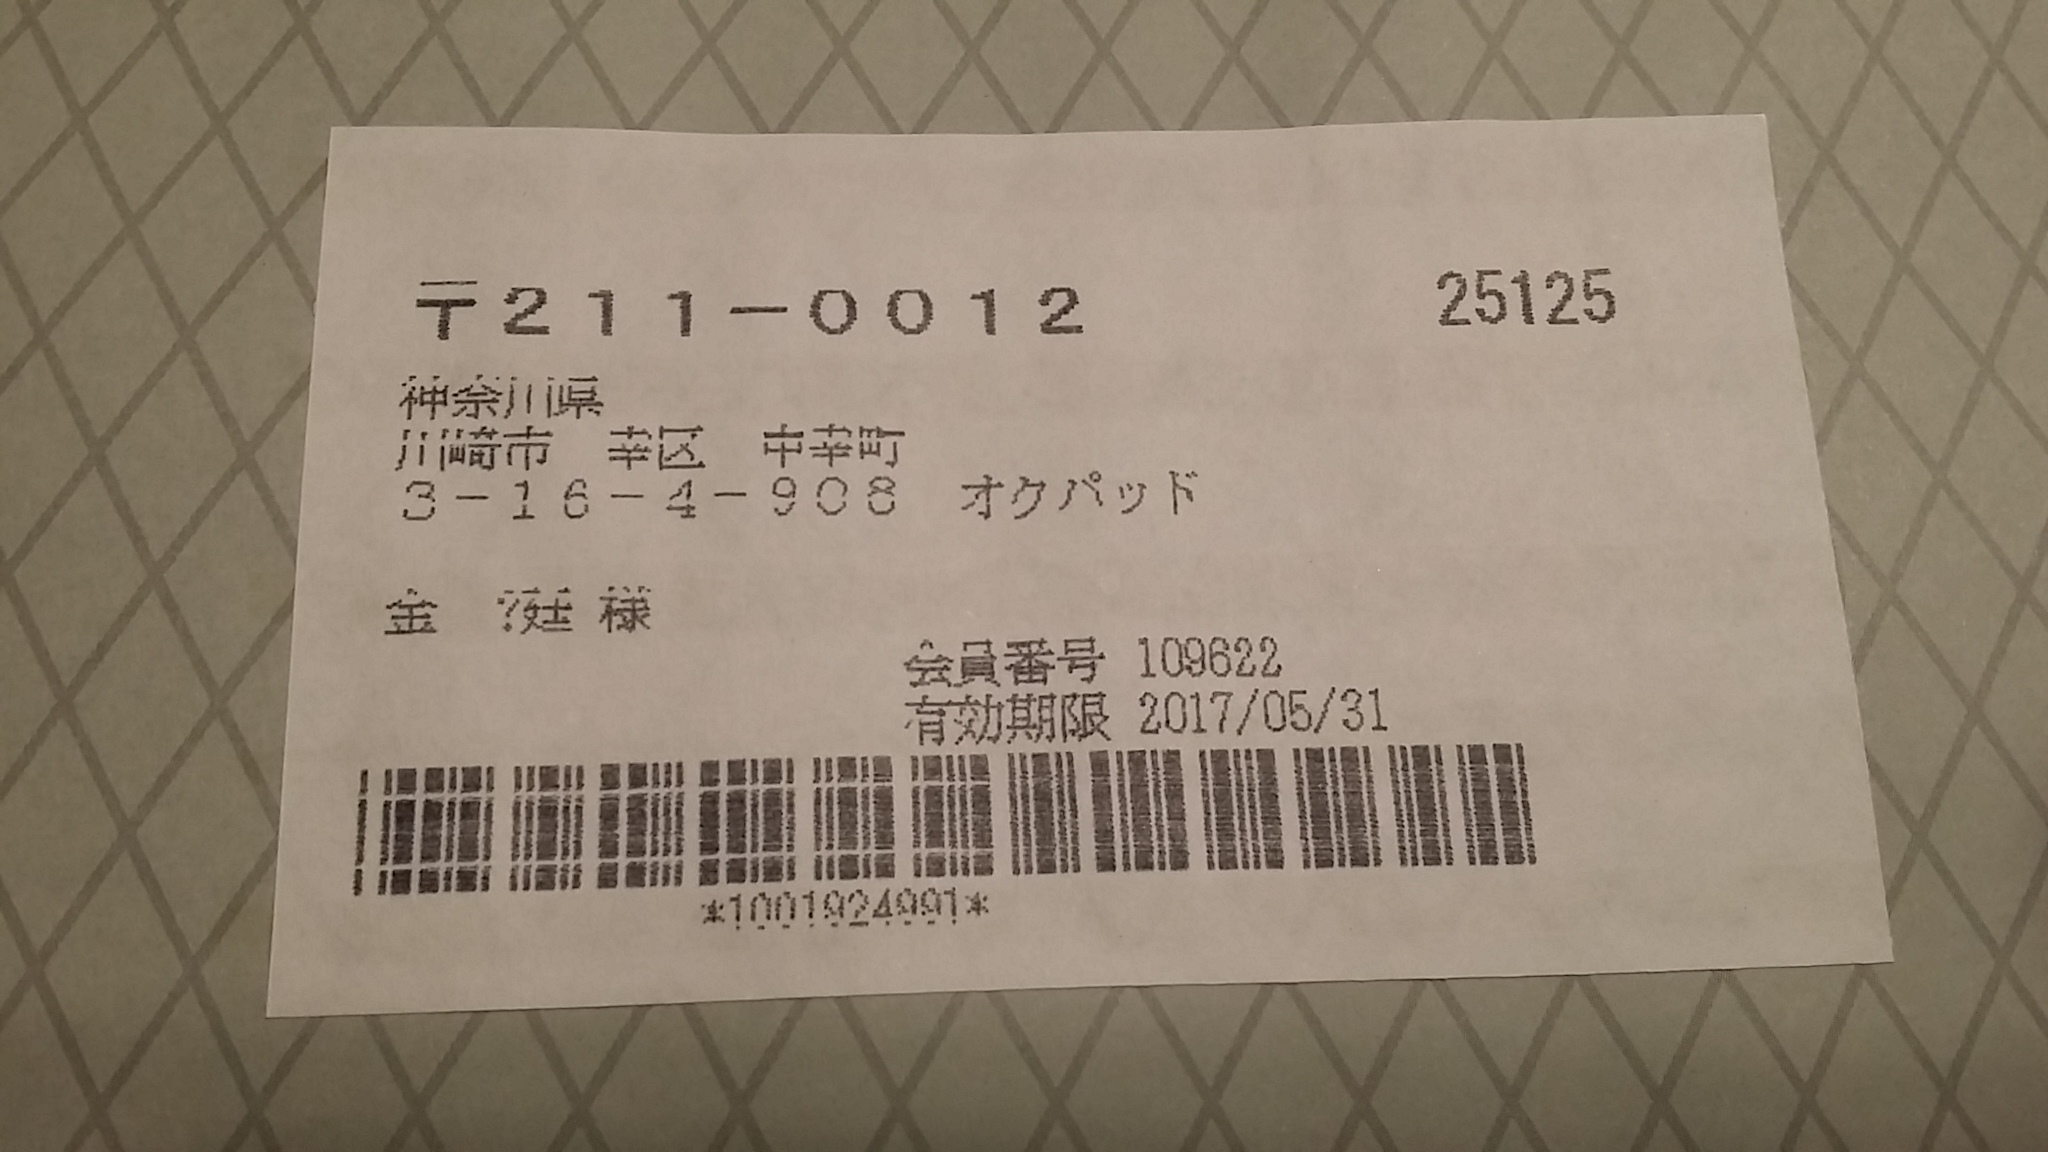 〒211-0012 25125
神奈川県
川崎市 幸区 中幸町
3-16-4-908 オクパッド
金 ?廷 様
会員番号 109622
有効期限 2017/05/31
*1001924991*